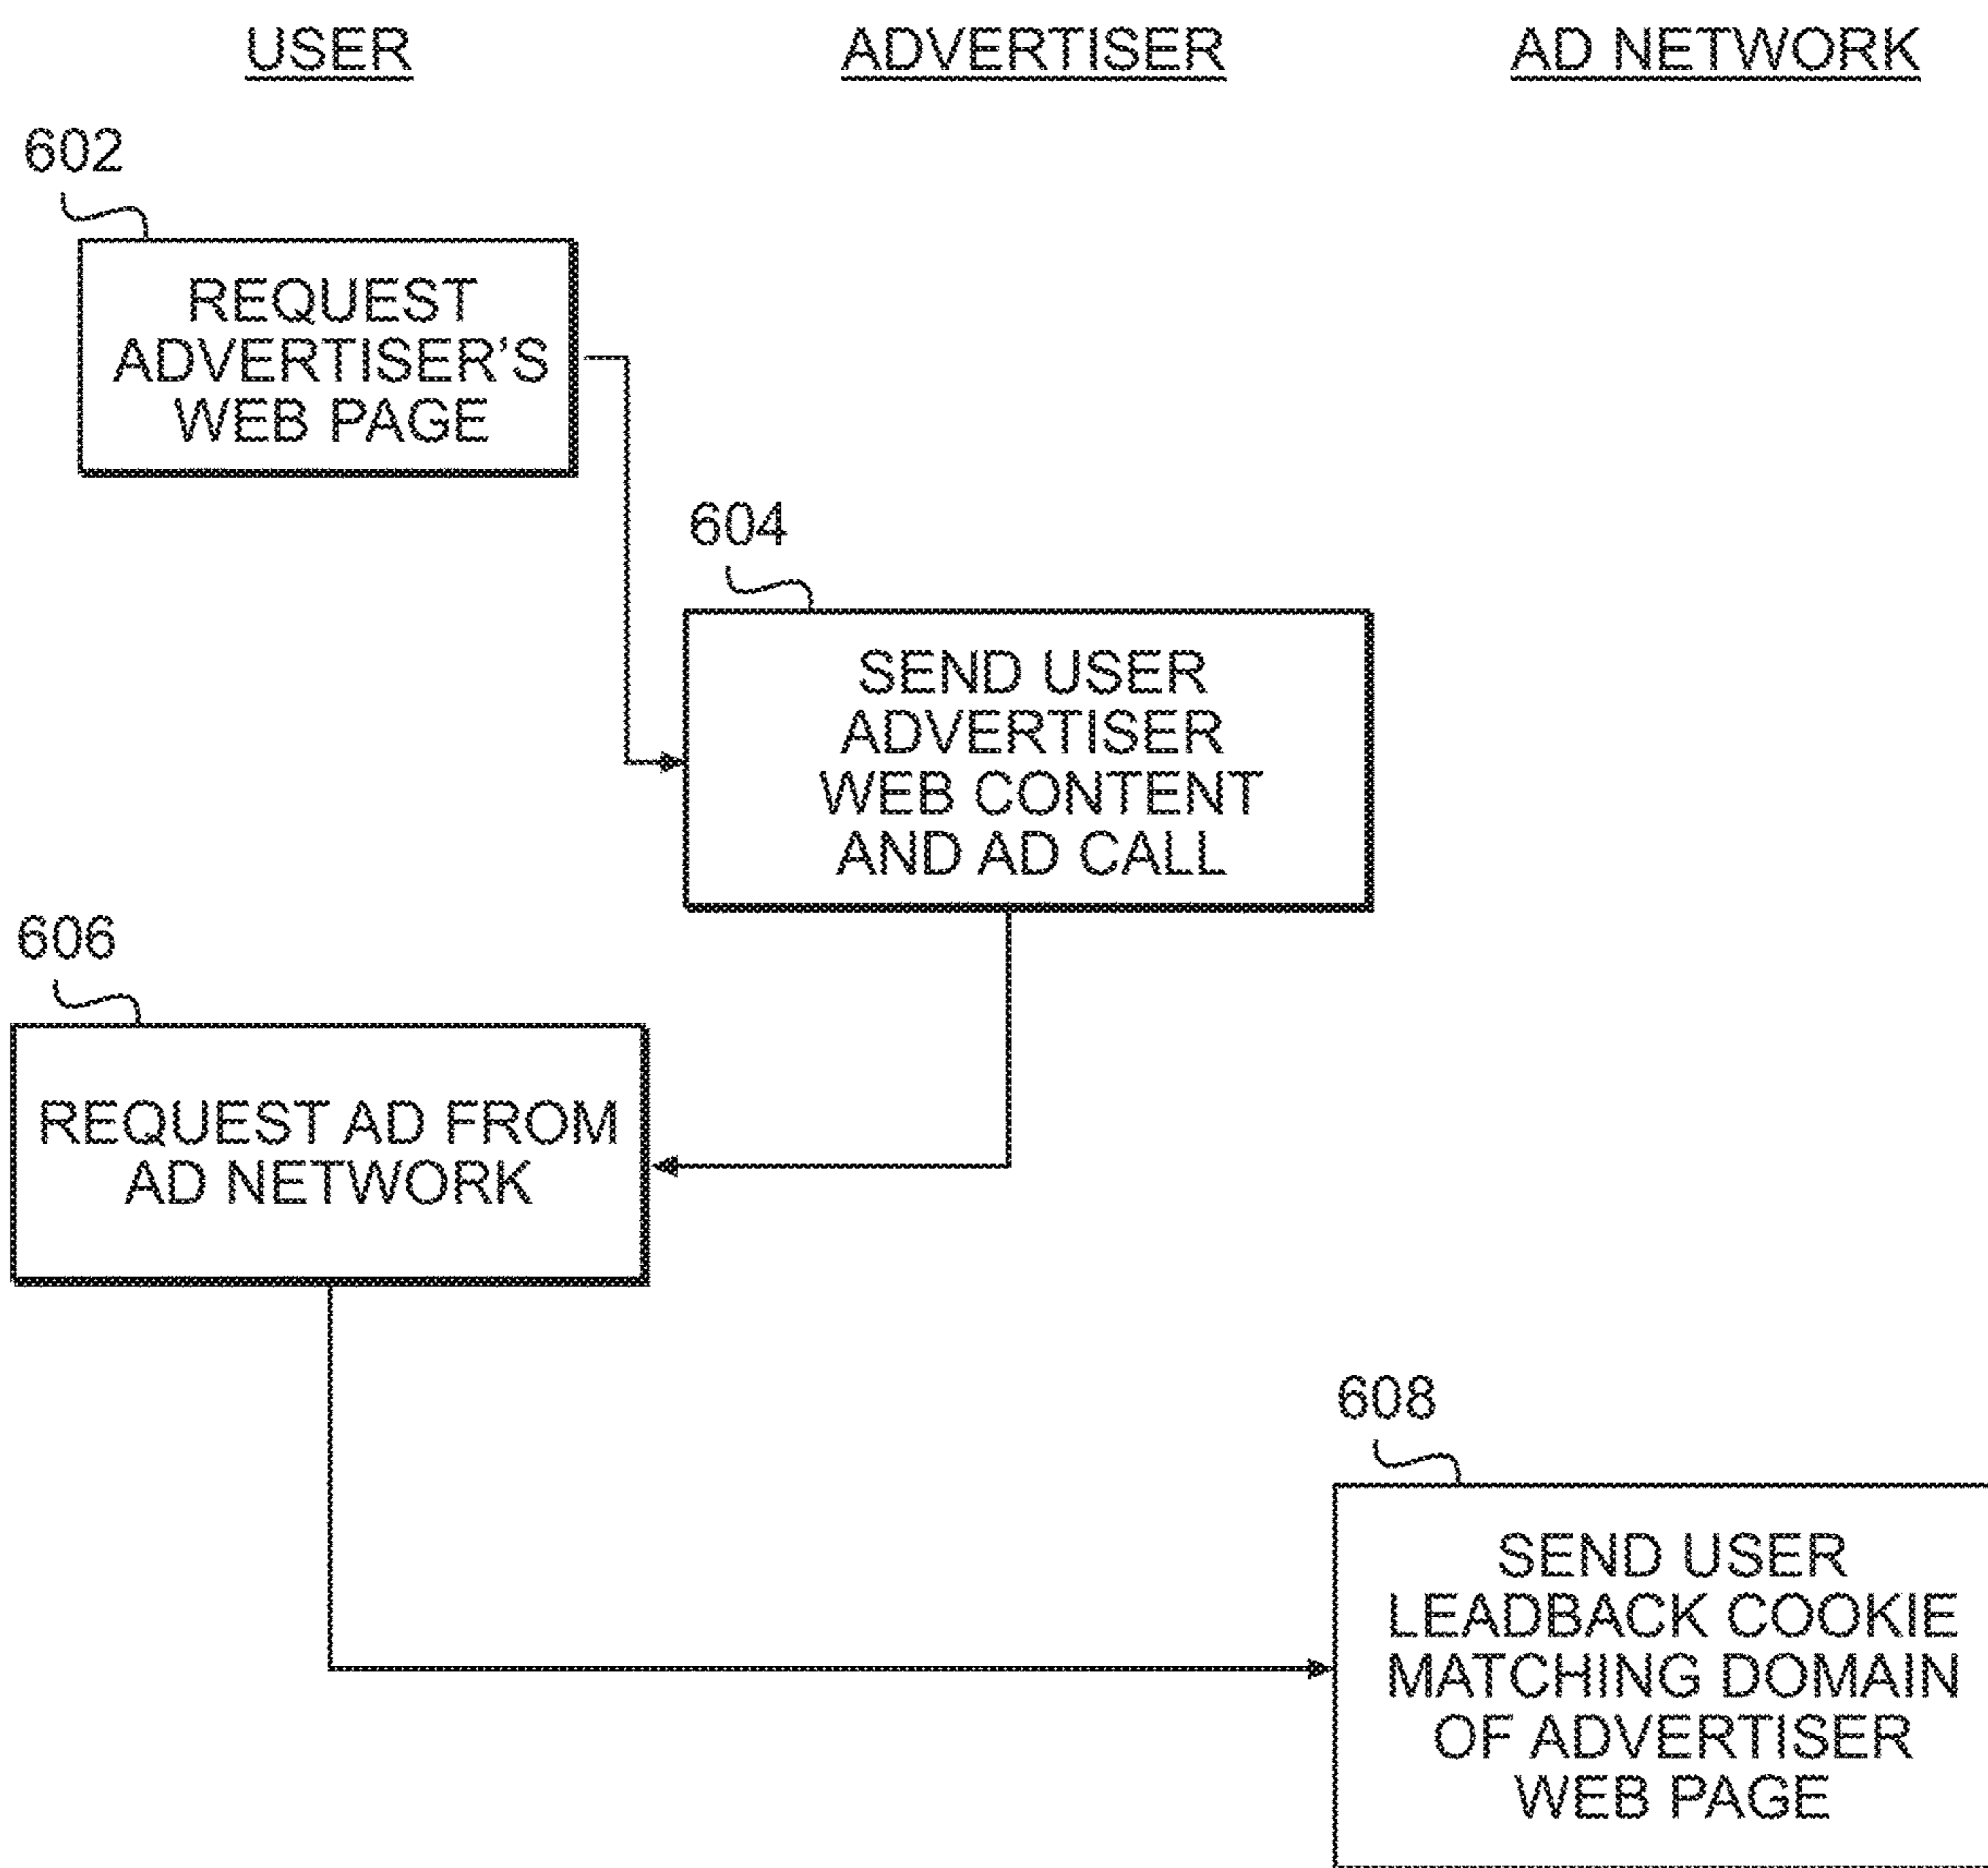 USER
ADVERTISER
AD NETWORK
602
REQUEST
ADVERTISER'S
WEB PAGE
604
SEND USER
ADVERTISER
WEB CONTENT
AND AD CALL
606
REQUEST AD FROM
AD NETWORK
608
SEND USER
LEADBACK COOKIE
MATCHING DOMAIN
OF ADVERTISER
WEB PAGE